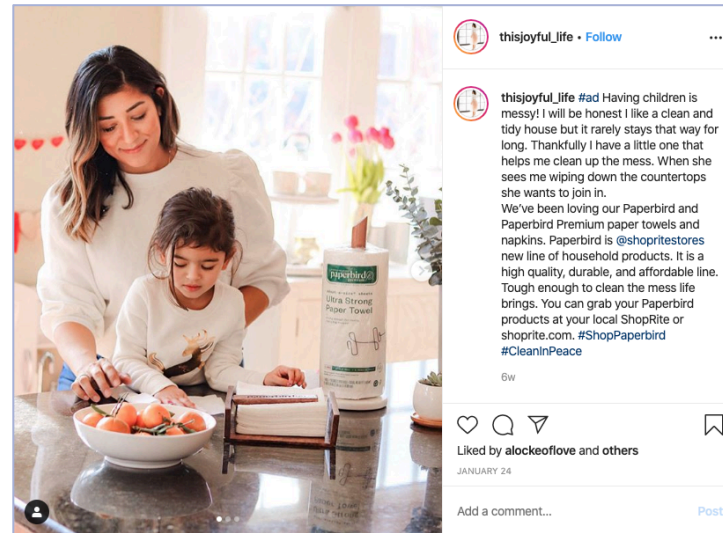 thisjoyful_life • Follow
thisjoyful_life #ad Having children is
messy! I will be honest I like a clean and
tidy house but it rarely stays that way for
long. Thankfully I have a little one that
helps me clean up the mess. When she
sees me wiping down the countertops
she wants to join in.
We’ve been loving our Paperbird and
Paperbird Premium paper towels and
napkins. Paperbird is @shopritestores
new line of household products. It is a
high quality, durable, and affordable line.
Tough enough to clean the mess life
brings. You can grab your Paperbird
products at your local ShopRite or
shoprite.com. #ShopPaperbird
#CleanInPeace
6w
Liked by alockeoflove and others
JANUARY 24
Add a comment... Post
paperbird
Ultra Strong
Paper Towel
paperbird